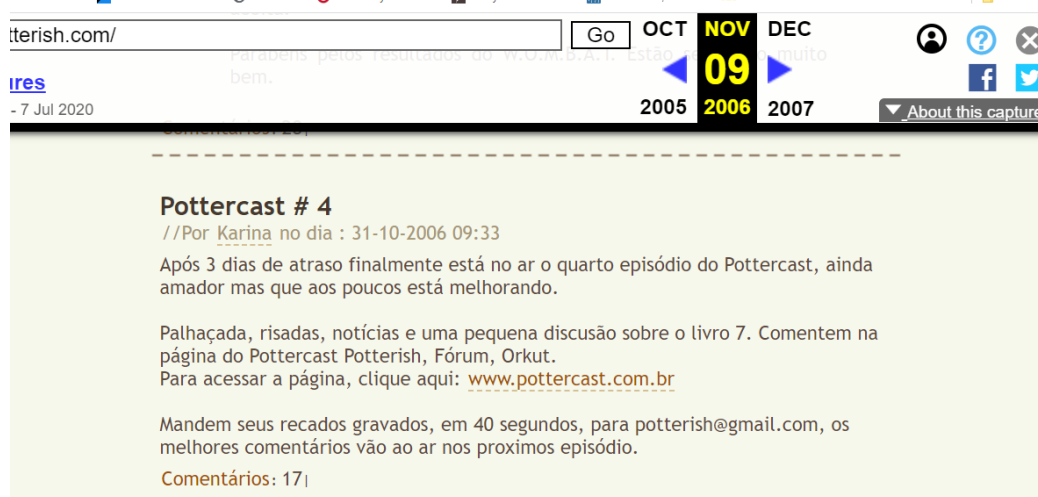 tterish.com/
Go
OCT NOV DEC
Parabéns pelos resultados do W.O.M.B.A.T. Estão muito
bem.
09
ures
- 7 Jul 2020
2005 2006 2007
About this capture
Comentários: 20|
Pottercast # 4
//Por Karina no dia : 31-10-2006 09:33
Após 3 dias de atraso finalmente está no ar o quarto episódio do Pottercast, ainda
amador mas que aos poucos está melhorando.
Palhaçada, risadas, notícias e uma pequena discusão sobre o livro 7. Comentem na
página do Pottercast Potterish, Fórum, Orkut.
Para acessar a página, clique aqui: www.pottercast.com.br
Mandem seus recados gravados, em 40 segundos, para potterish@gmail.com, os
melhores comentários vão ao ar nos proximos episódio.
Comentários: 17|